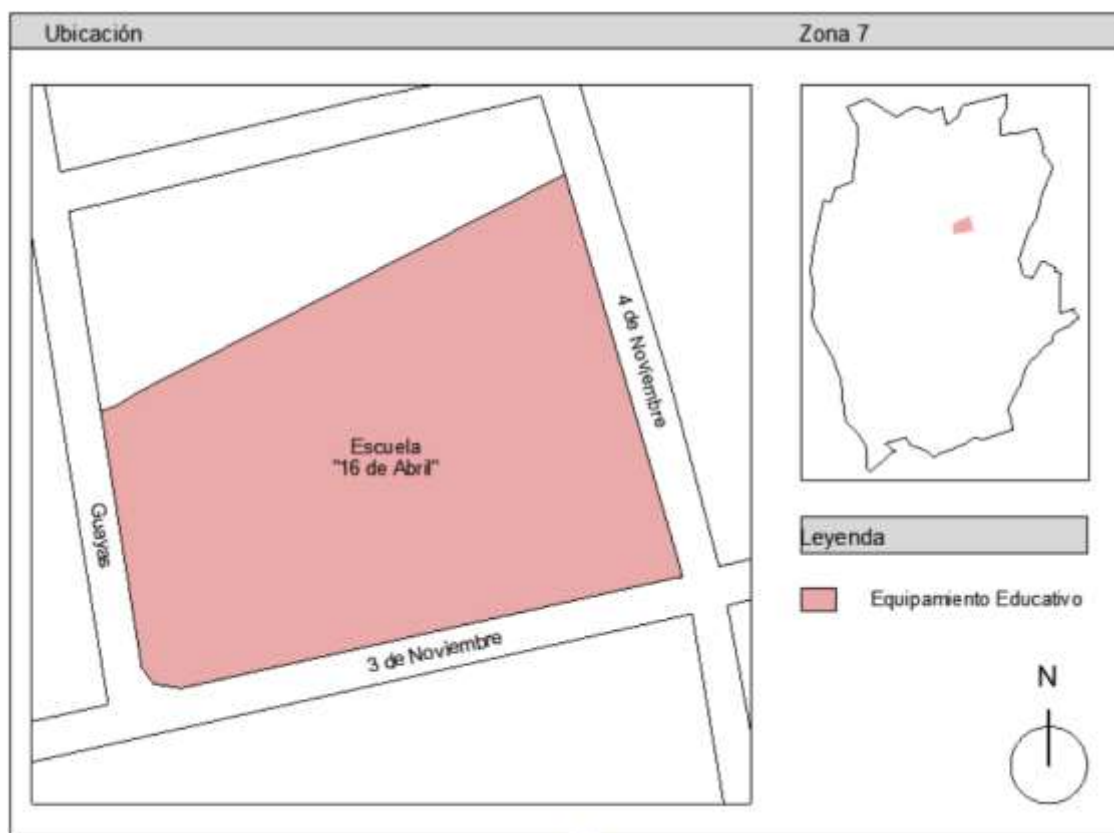 Ubicación
Zona 7
4 de Noviembre
Escuela
"16 de Abril"
Guayas
3 de Noviembre
Leyenda
Equipamiento Educativo
N